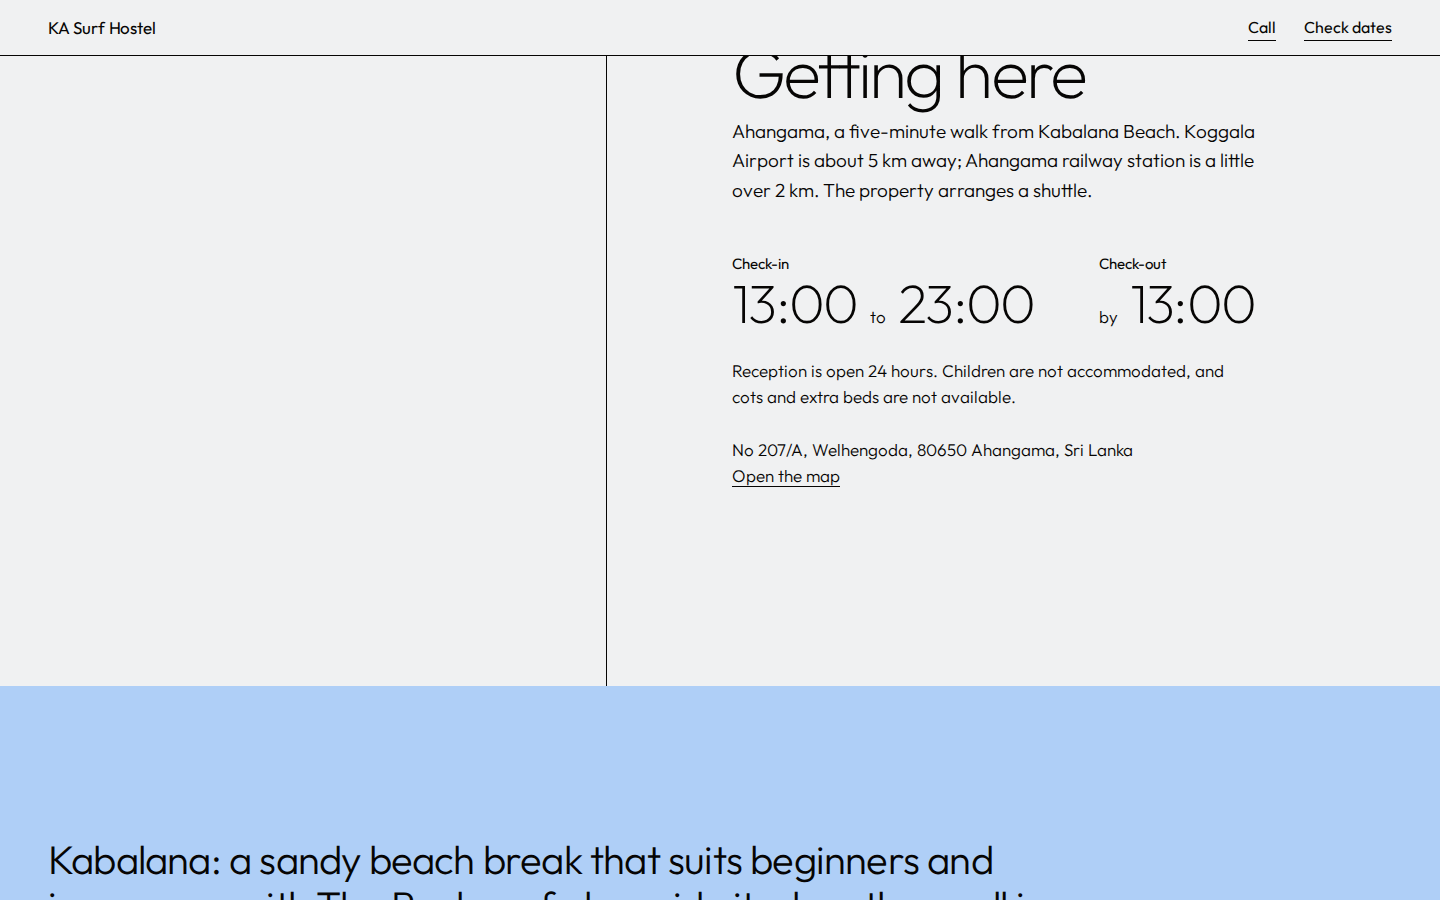 KA Surf Hostel
Call
Check dates
Getting here
Ahangama, a five-minute walk from Kabalana Beach. Koggala
Airport is about 5 km away; Ahangama railway station is a little
over 2 km. The property arranges a shuttle.
Check-in
13:00 to 23:00
Check-out
by 13:00
Reception is open 24 hours. Children are not accommodated, and
cots and extra beds are not available.
No 207/A, Welhengoda, 80650 Ahangama, Sri Lanka
Open the map
Kabalana: a sandy beach break that suits beginners and